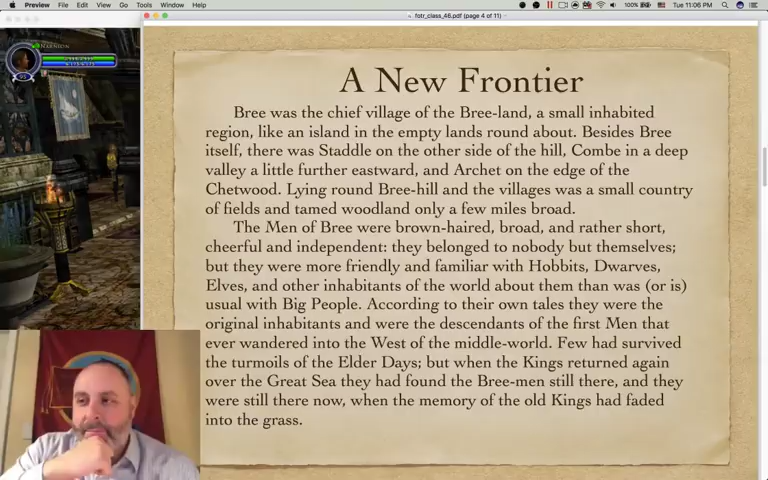 Preview File Edit View Go Tools Window Help
100% Tue 11:06 PM
fotr_class_46.pdf (page 4 of 11)
95
A New Frontier
Bree was the chief village of the Bree-land, a small inhabited
region, like an island in the empty lands round about. Besides Bree
itself, there was Staddle on the other side of the hill, Combe in a deep
valley a little further eastward, and Archet on the edge of the
Chetwood. Lying round Bree-hill and the villages was a small country
of fields and tamed woodland only a few miles broad.
The Men of Bree were brown-haired, broad, and rather short,
cheerful and independent: they belonged to nobody but themselves;
but they were more friendly and familiar with Hobbits, Dwarves,
Elves, and other inhabitants of the world about them than was (or is)
usual with Big People. According to their own tales they were the
original inhabitants and were the descendants of the first Men that
ever wandered into the West of the middle-world. Few had survived
the turmoils of the Elder Days; but when the Kings returned again
over the Great Sea they had found the Bree-men still there, and they
were still there now, when the memory of the old Kings had faded
into the grass.